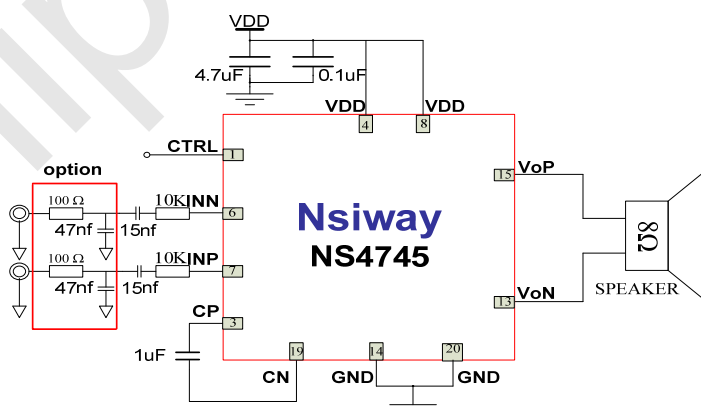 VDD
4.7uF
0.1uF
VDD
VDD
4
8
CTRL
1
option
15
VoP
100 Ω
10K
INN
6
47nf
15nf
Nsiway
NS4745
8Ω
100 Ω
10K
INP
7
47nf
15nf
SPEAKER
13
VoN
CP
3
1uF
19
14
20
CN
GND
GND